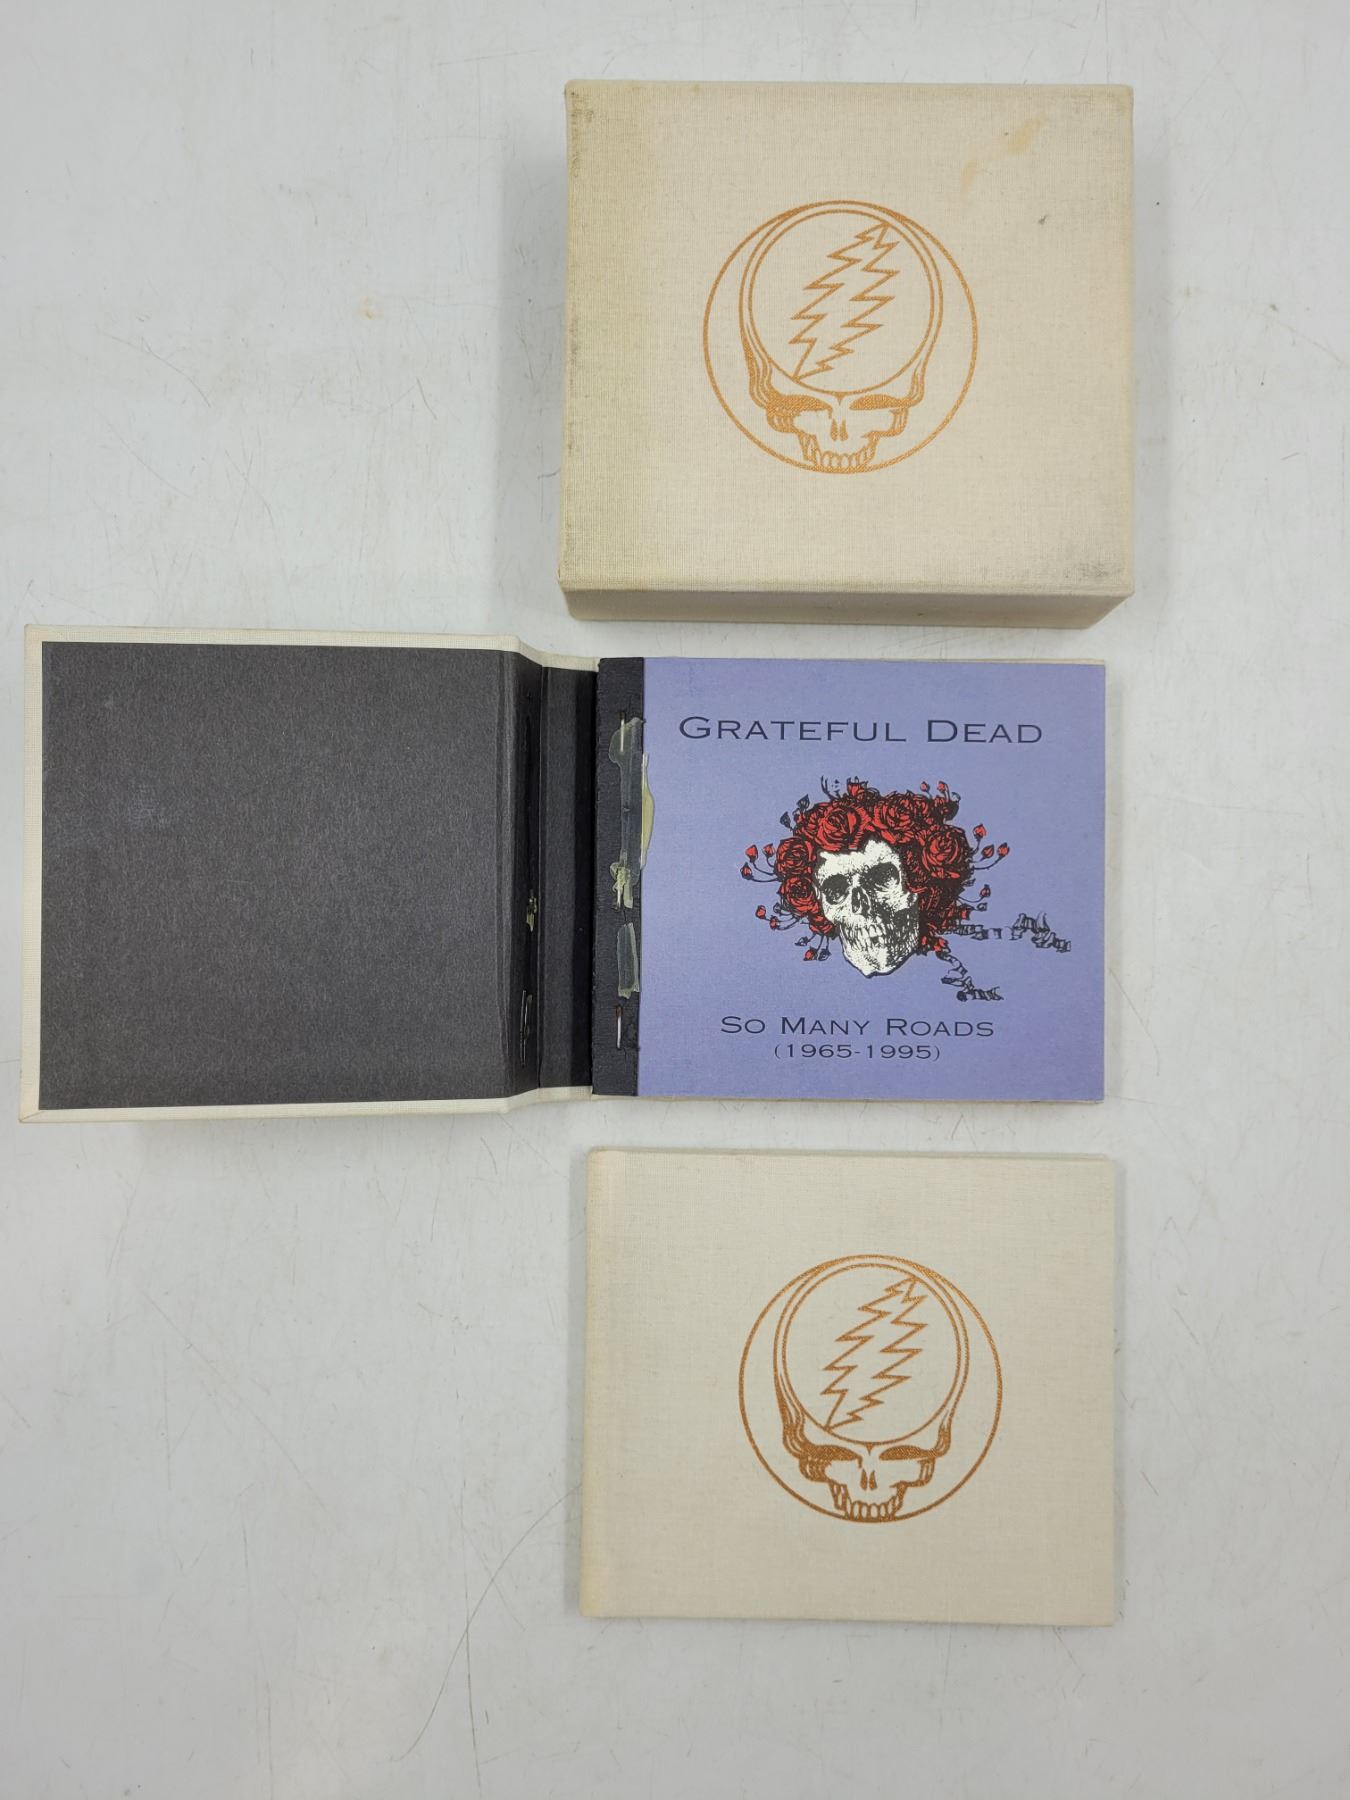 GRATEFUL DEAD
SO MANY ROADS
(1965-1995)